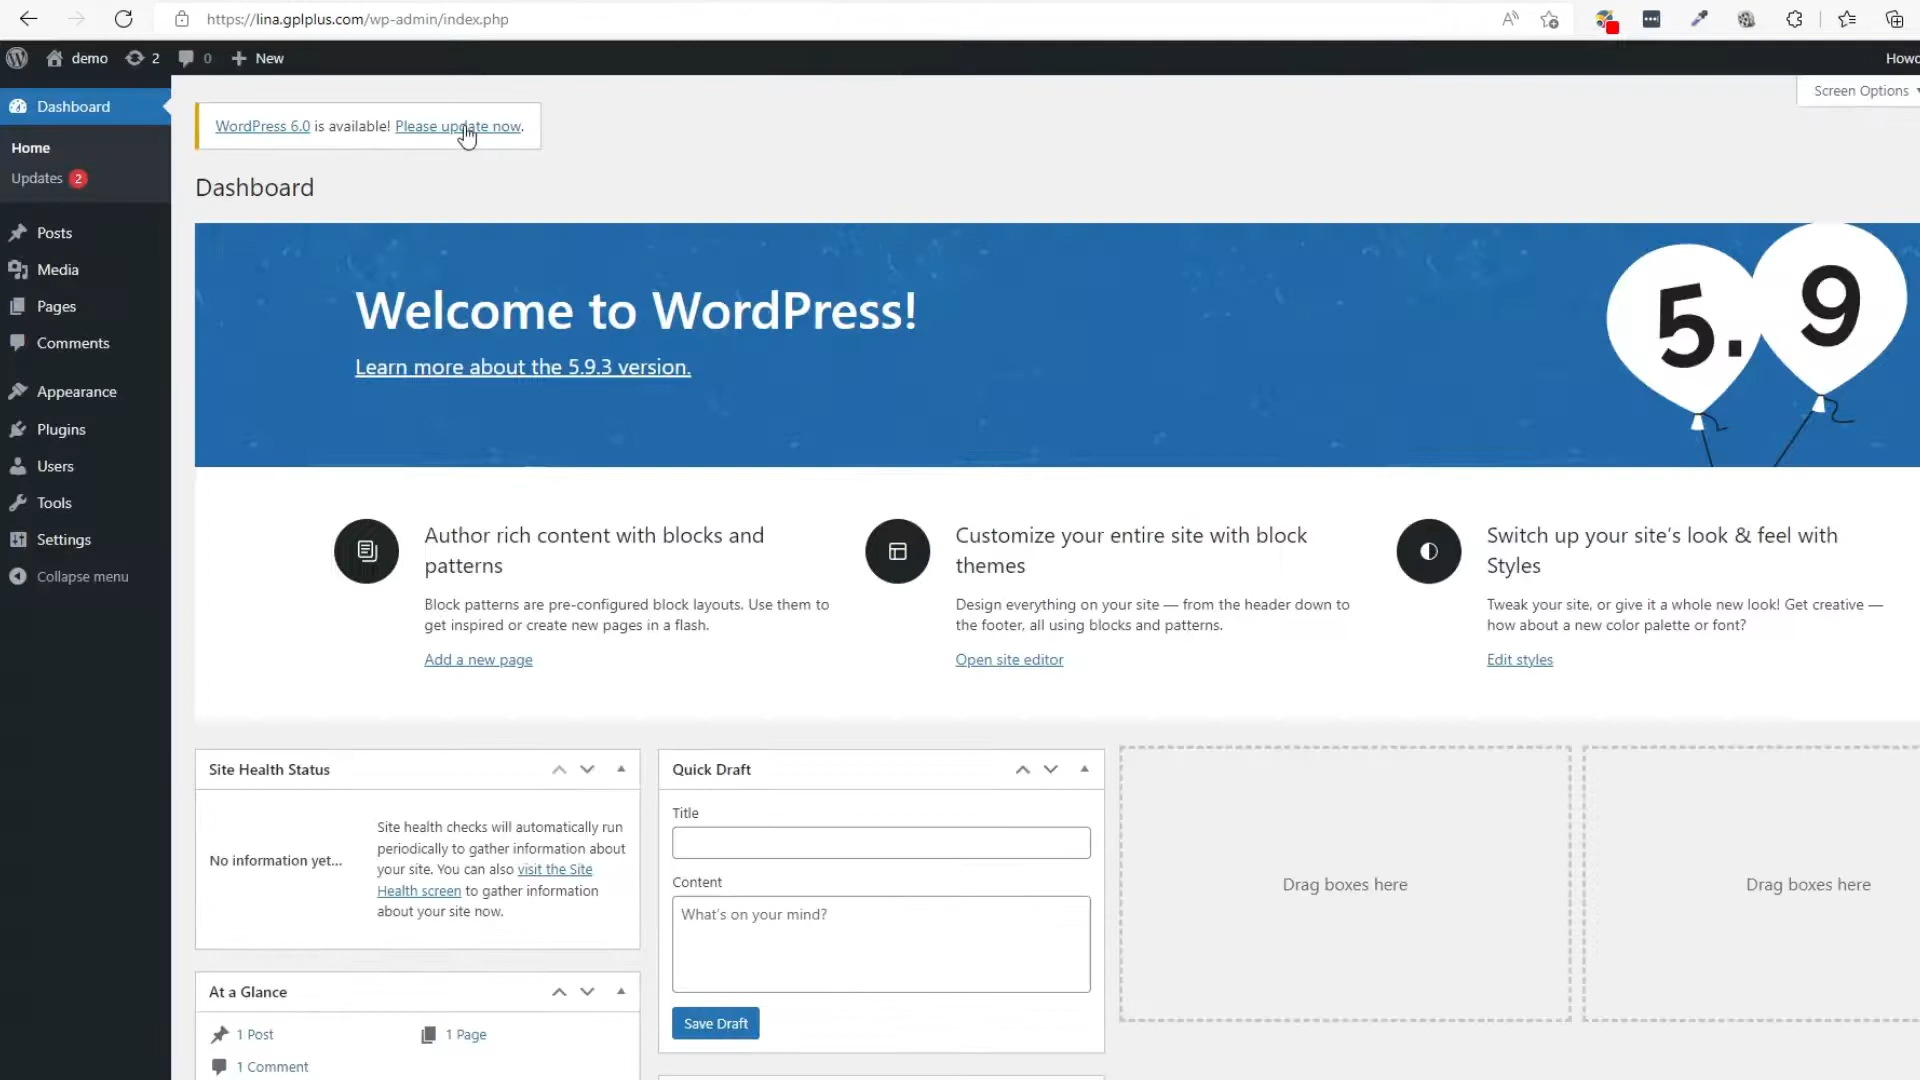 https://lina.gplplus.com/wp-admin/index.php
demo
2
0
New
Howd
Dashboard
Screen Options
WordPress 6.0 is available! Please update now.
Home
Updates 2
Dashboard
Posts
Media
Pages
Comments
Appearance
Plugins
Users
Tools
Settings
Collapse menu
Welcome to WordPress!
Learn more about the 5.9.3 version.
5.9
Author rich content with blocks and
patterns
Block patterns are pre-configured block layouts. Use them to
get inspired or create new pages in a flash.
Add a new page
Customize your entire site with block
themes
Design everything on your site — from the header down to
the footer, all using blocks and patterns.
Open site editor
Switch up your site's look & feel with
Styles
Tweak your site, or give it a whole new look! Get creative —
how about a new color palette or font?
Edit styles
Site Health Status
No information yet...
Site health checks will automatically run
periodically to gather information about
your site. You can also visit the Site
Health screen to gather information
about your site now.
At a Glance
1 Post
1 Page
1 Comment
Quick Draft
Title
Content
What's on your mind?
Save Draft
Drag boxes here
Drag boxes here